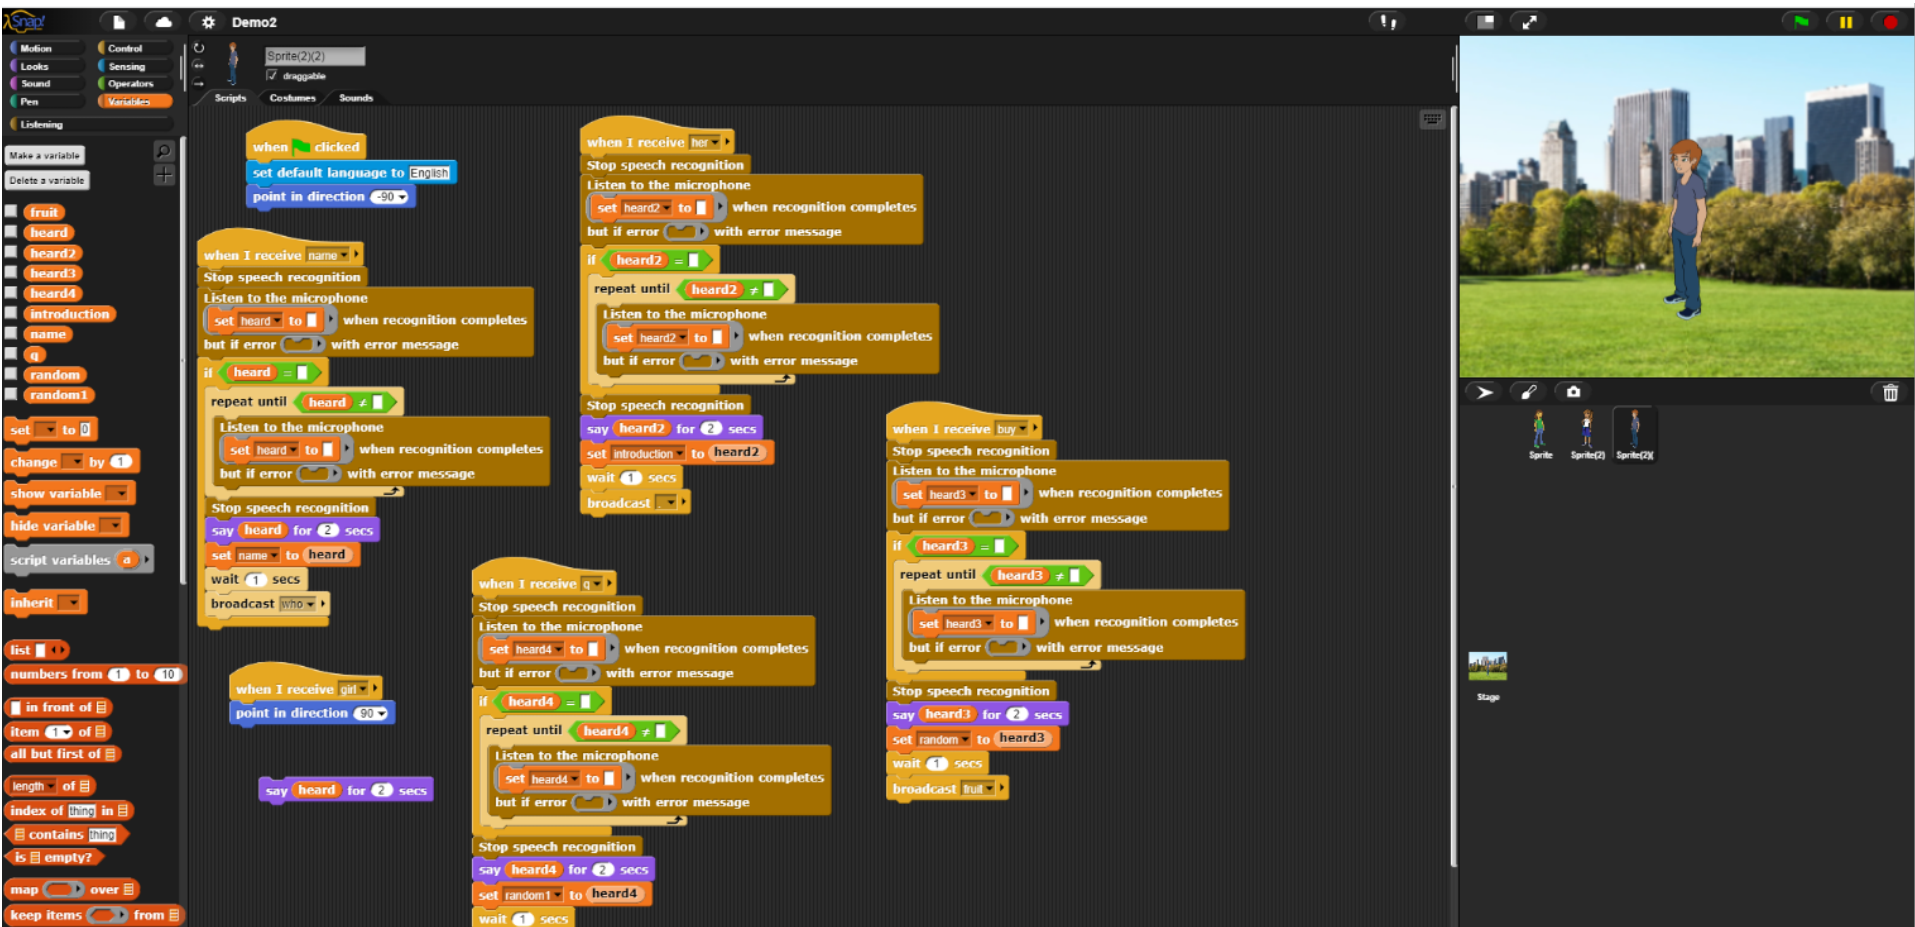 Snap!
Demo2
Motion Control
Looks Sensing
Sound Operators
Pen Variables
Listening
Make a variable
Delete a variable
fruit
heard
heard2
heard3
heard4
introduction
name
q
random
random1
set to 0
change by 1
show variable
hide variable
script variables a
inherit
list
numbers from 1 to 10
in front of
item 1 of
all but first of
length of
index of thing in
contains thing
is empty?
map over
keep items from
Sprite(2)(2)
draggable
Scripts Costumes Sounds
when clicked
set default language to English
point in direction -90
when I receive name
Stop speech recognition
Listen to the microphone
set heard to when recognition completes
but if error with error message
if heard =
repeat until heard ≠
Listen to the microphone
set heard to when recognition completes
but if error with error message
Stop speech recognition
say heard for 2 secs
set name to heard
wait 1 secs
broadcast who
when I receive girl
point in direction 90
say heard for 2 secs
when I receive her
Stop speech recognition
Listen to the microphone
set heard2 to when recognition completes
but if error with error message
if heard2 =
repeat until heard2 ≠
Listen to the microphone
set heard2 to when recognition completes
but if error with error message
Stop speech recognition
say heard2 for 2 secs
set introduction to heard2
wait 1 secs
broadcast .
when I receive q
Stop speech recognition
Listen to the microphone
set heard4 to when recognition completes
but if error with error message
if heard4 =
repeat until heard4 ≠
Listen to the microphone
set heard4 to when recognition completes
but if error with error message
Stop speech recognition
say heard4 for 2 secs
set random1 to heard4
wait 1 secs
when I receive buy
Stop speech recognition
Listen to the microphone
set heard3 to when recognition completes
but if error with error message
if heard3 =
repeat until heard3 ≠
Listen to the microphone
set heard3 to when recognition completes
but if error with error message
Stop speech recognition
say heard3 for 2 secs
set random to heard3
wait 1 secs
broadcast fruit
Sprite Sprite(2) Sprite(2)(
Stage